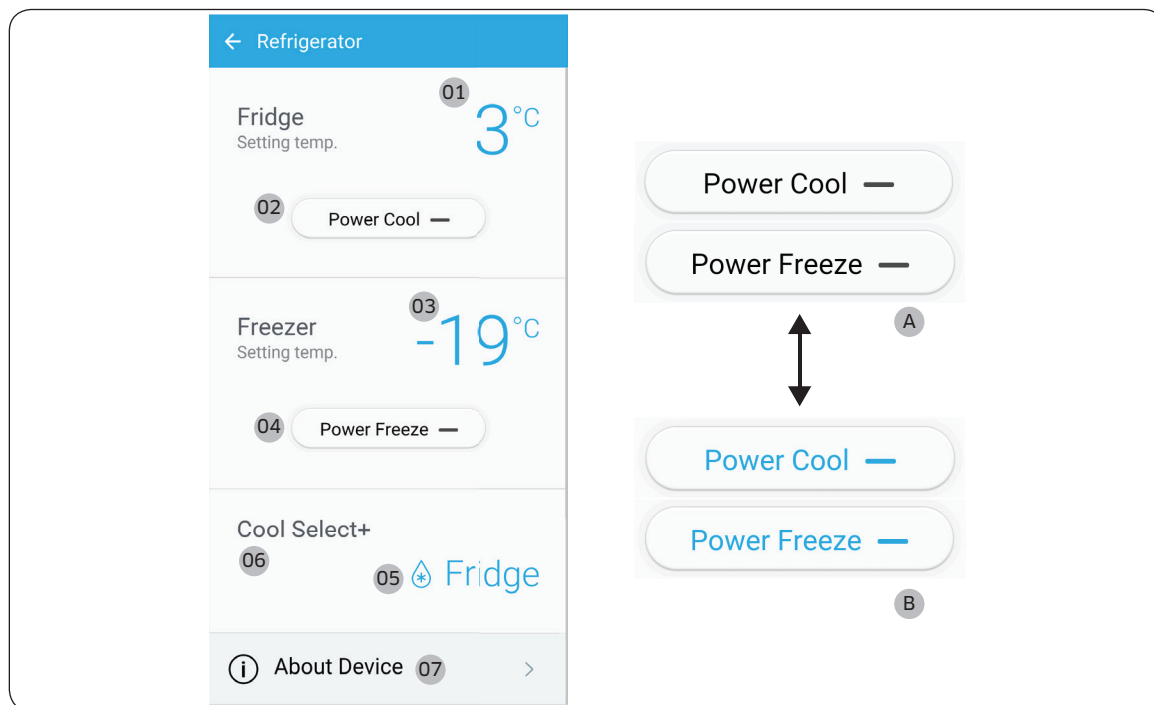 ← Refrigerator
01
Fridge
3°C
Setting temp.
02
Power Cool —
03
Freezer
-19°C
Setting temp.
04
Power Freeze —
Cool Select+
06
05
Fridge
i About Device 07 >
Power Cool —
Power Freeze —
A
Power Cool —
Power Freeze —
B